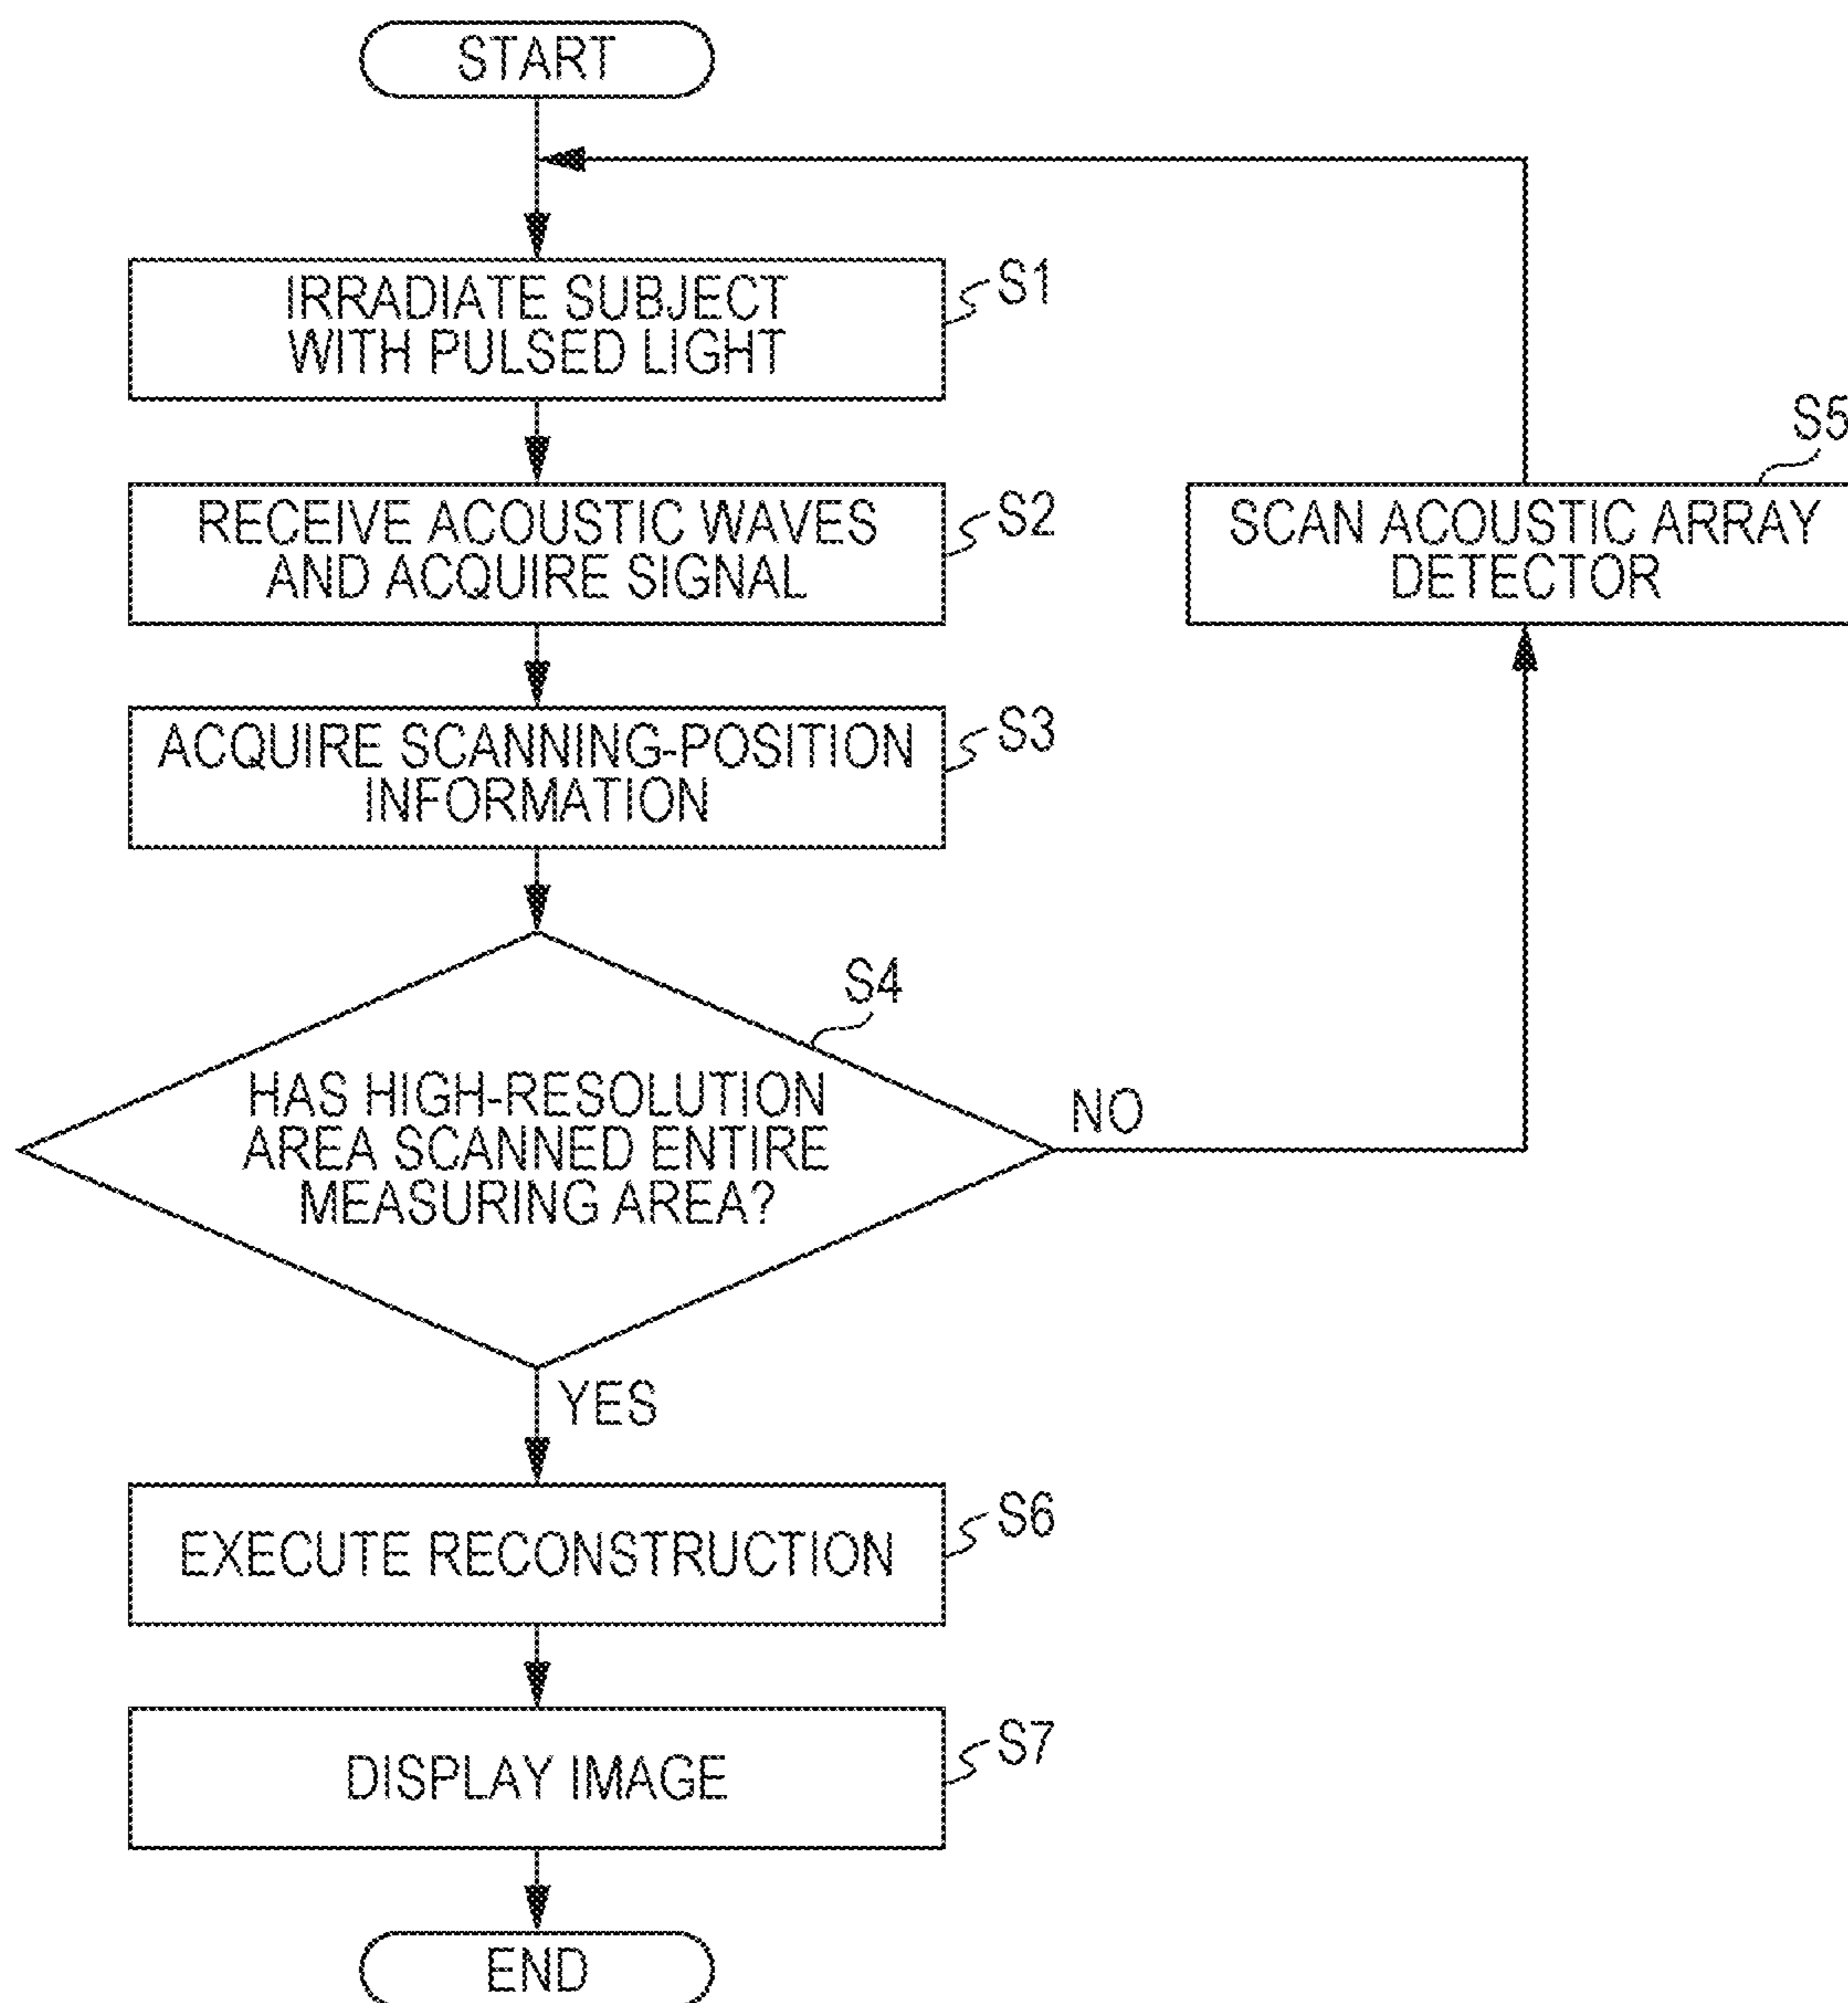 START
IRRADIATE SUBJECT
WITH PULSED LIGHT
S1
RECEIVE ACOUSTIC WAVES
AND ACQUIRE SIGNAL
S2
S5
SCAN ACOUSTIC ARRAY
DETECTOR
ACQUIRE SCANNING-POSITION
INFORMATION
S3
S4
HAS HIGH-RESOLUTION
AREA SCANNED ENTIRE
MEASURING AREA?
NO
YES
EXECUTE RECONSTRUCTION
S6
DISPLAY IMAGE
S7
END